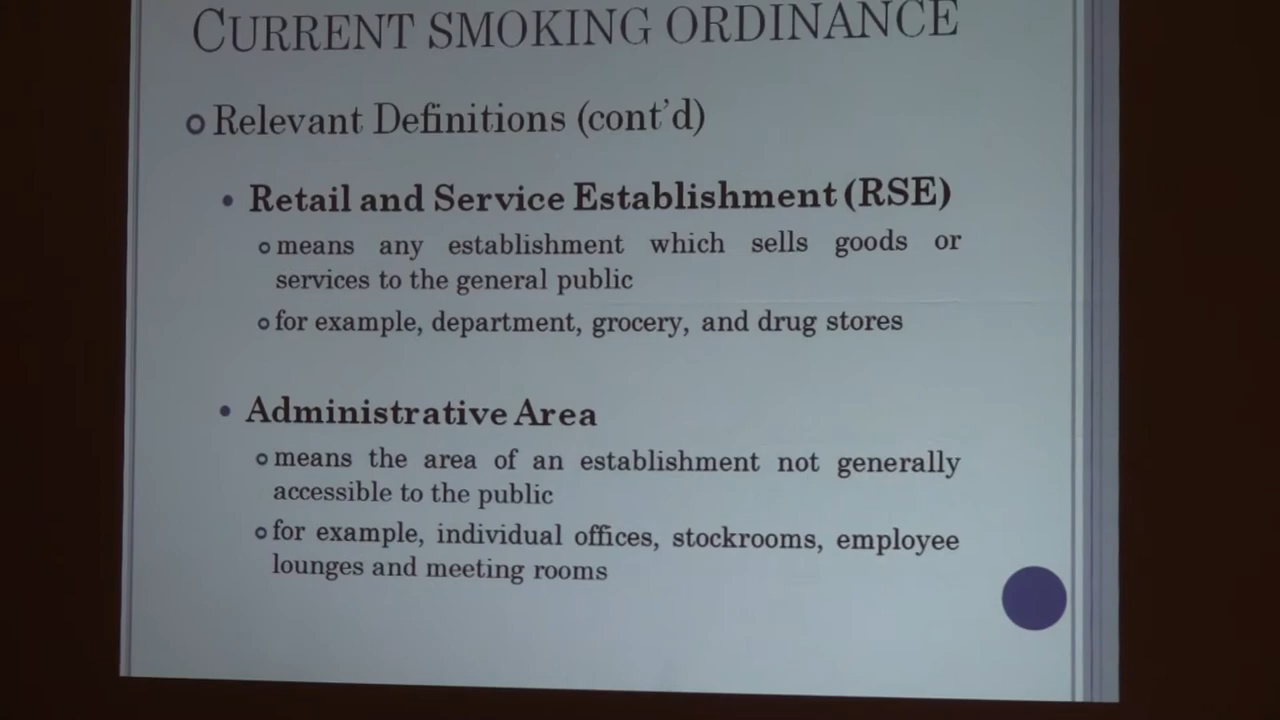 CURRENT SMOKING ORDINANCE
Relevant Definitions (cont'd)
Retail and Service Establishment (RSE)
means any establishment which sells goods or
services to the general public
for example, department, grocery, and drug stores
Administrative Area
means the area of an establishment not generally
accessible to the public
for example, individual offices, stockrooms, employee
lounges and meeting rooms